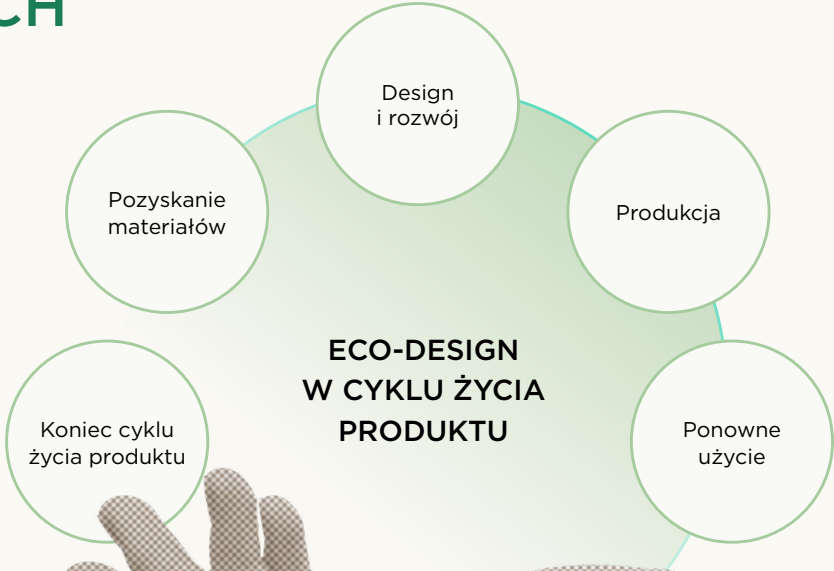 CH
Design
i rozwój
Pozyskanie
materiałów
Produkcja
ECO-DESIGN
W CYKLU ŻYCIA
PRODUKTU
Koniec cyklu
życia produktu
Ponowne
użycie